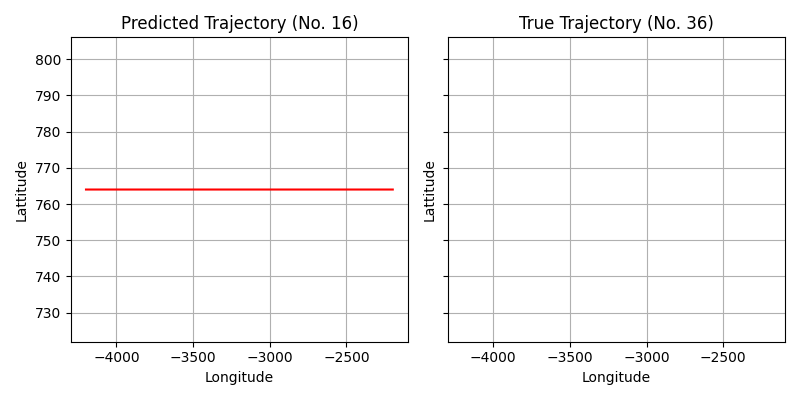 Predicted Trajectory (No. 16)
800
790
780
770
760
750
740
730
Lattitude
−4000 −3500 −3000 −2500
Longitude
True Trajectory (No. 36)
Lattitude
−4000 −3500 −3000 −2500
Longitude